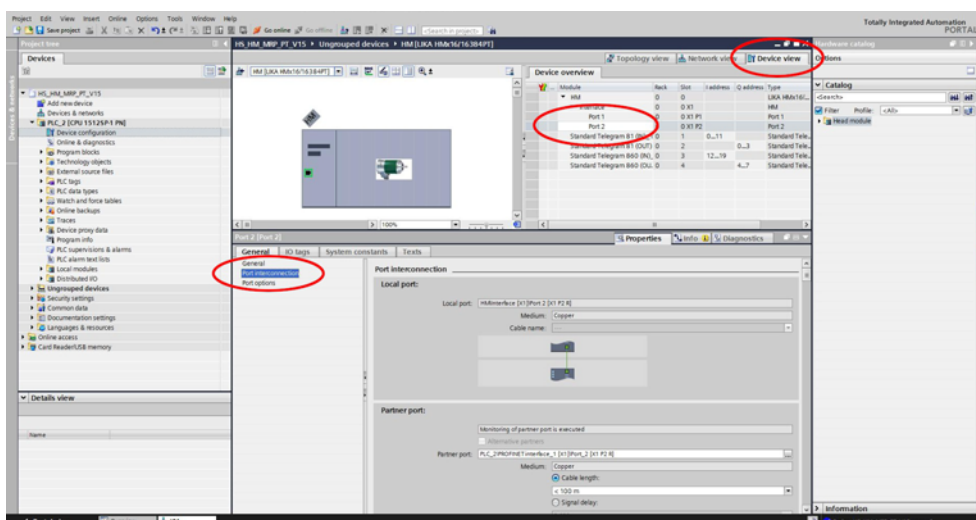 Project Edit View Insert Online Options Tools Window Help
Totally Integrated Automation
PORTAL
Save project
Go online
Go offline
<Search in project>
Project tree
HS_HM_MRP_PT_V15 ▸ Ungrouped devices ▸ HM [LIKA HMx16/16384PT]
Hardware catalog
Devices
Topology view
Network view
Device view
Options
HM [LIKA HMx16/16384PT]
Device overview
Devices & networks
HS_HM_MRP_PT_V15
Add new device
Devices & networks
PLC_2 [CPU 1512SP-1 PN]
Device configuration
Online & diagnostics
Program blocks
Technology objects
External source files
PLC tags
PLC data types
Watch and force tables
Online backups
Traces
Device proxy data
Program info
PLC supervisions & alarms
PLC alarm text lists
Local modules
Distributed I/O
Ungrouped devices
Security settings
Common data
Documentation settings
Languages & resources
Online access
Card Reader/USB memory
Details view
Name
HM
... Module Rack Slot I address Q address Type
HM 0 0 LIKA HMx16/...
Interface 0 0 X1 HM
Port 1 0 0 X1 P1 Port 1
Port 2 0 0 X1 P2 Port 2
Standard Telegram 81 (IN), 0 1 0...11 Standard Tele..
Standard Telegram 81 (OUT) 0 2 0...3 Standard Tele..
Standard Telegram 860 (IN), 0 3 12...19 Standard Tele..
Standard Telegram 860 (OU.. 0 4 4...7 Standard Tele..
100%
Catalog
<Search>
Filter Profile: <All>
Head module
Information
Port 2 [Port 2]
Properties
Info
Diagnostics
General
IO tags
System constants
Texts
General
Port interconnection
Port options
Port interconnection
Local port:
Local port: HM\Interface [X1]\Port 2 [X1 P2 R]
Medium: Copper
Cable name: ---
Partner port:
Monitoring of partner port is executed
Alternative partners
Partner port: PLC_2\PROFINET interface_1 [X1]\Port_2 [X1 P2 R]
Medium: Copper
Cable length:
< 100 m
Signal delay: